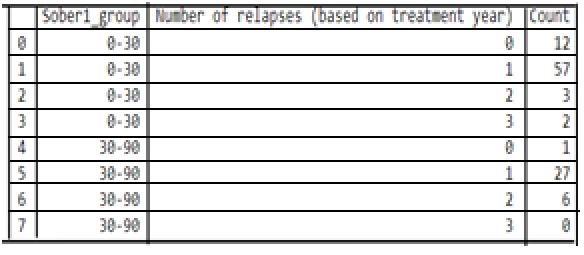 Sober1_group Number of relapses (based on treatment year) Count
0 0-30 0 12
1 0-30 1 57
2 0-30 2 3
3 0-30 3 2
4 30-90 0 1
5 30-90 1 27
6 30-90 2 6
7 30-90 3 0